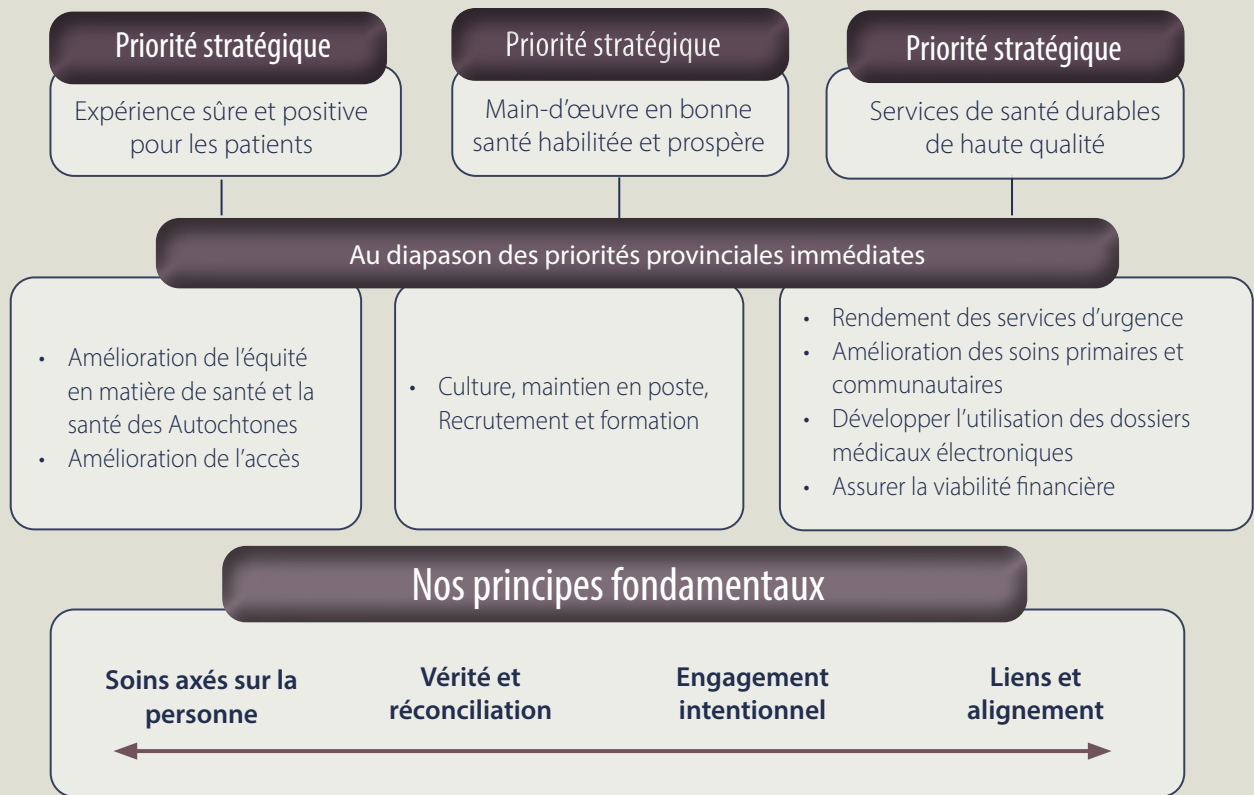 Priorité stratégique
Expérience sûre et positive
pour les patients
Priorité stratégique
Main-d'œuvre en bonne
santé habilitée et prospère
Priorité stratégique
Services de santé durables
de haute qualité
Au diapason des priorités provinciales immédiates
• Amélioration de l'équité
en matière de santé et la
santé des Autochtones
• Amélioration de l'accès
• Culture, maintien en poste,
Recrutement et formation
• Rendement des services d'urgence
• Amélioration des soins primaires et
communautaires
• Développer l'utilisation des dossiers
médicaux électroniques
• Assurer la viabilité financière
Nos principes fondamentaux
Soins axés sur la
personne
Vérité et
réconciliation
Engagement
intentionnel
Liens et
alignement